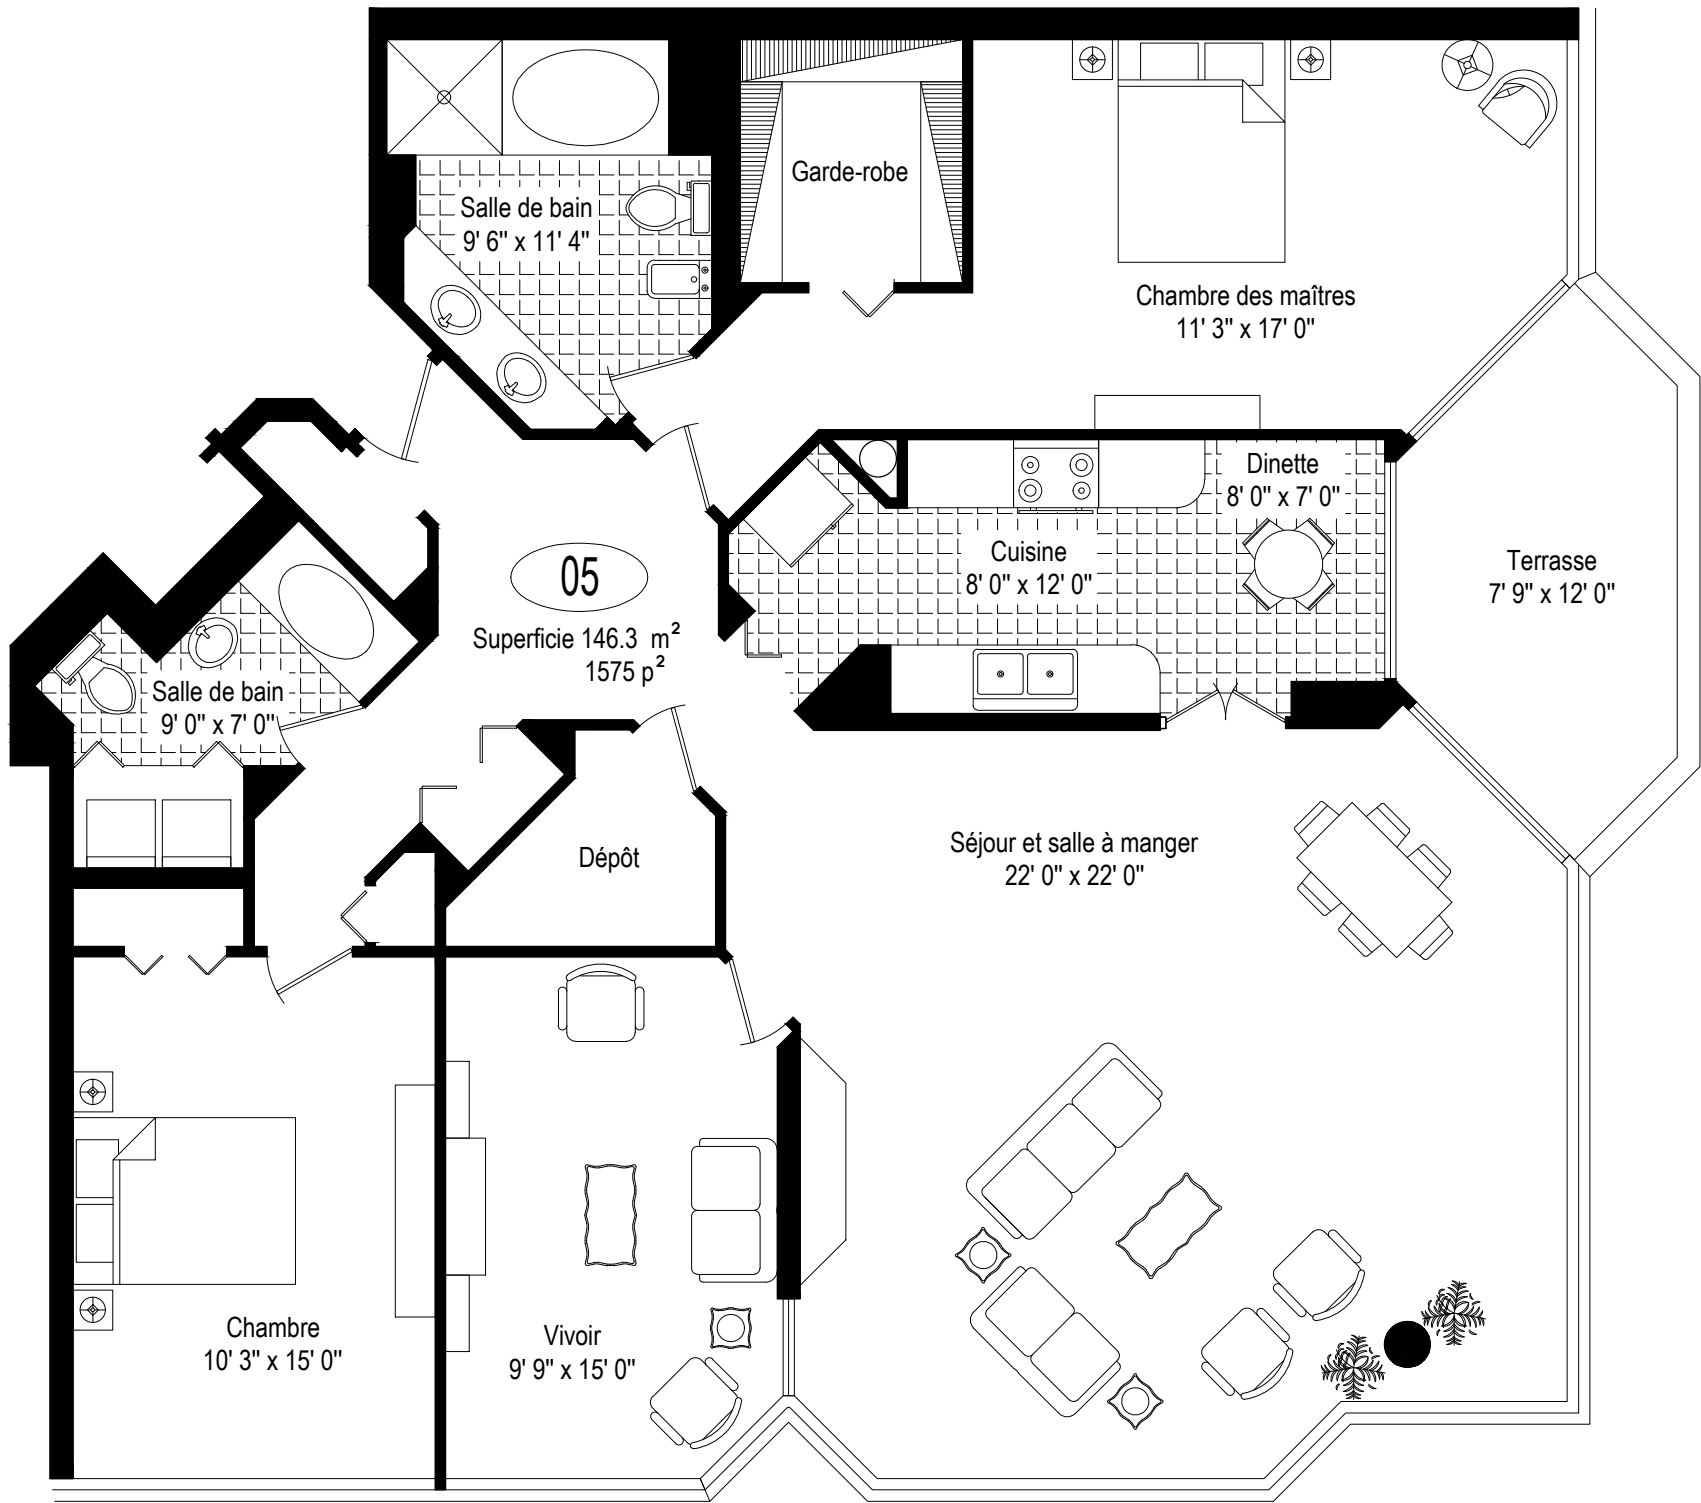 Garde-robe
Salle de bain
9' 6" x 11' 4"
Chambre des maîtres
11' 3" x 17' 0"
Dinette
8' 0" x 7' 0"
Cuisine
8' 0" x 12' 0"
Terrasse
7' 9" x 12' 0"
05
Superficie 146.3 m²
1575 p²
Salle de bain
9' 0" x 7' 0"
Dépôt
Séjour et salle à manger
22' 0" x 22' 0"
Chambre
10' 3" x 15' 0"
Vivoir
9' 9" x 15' 0"